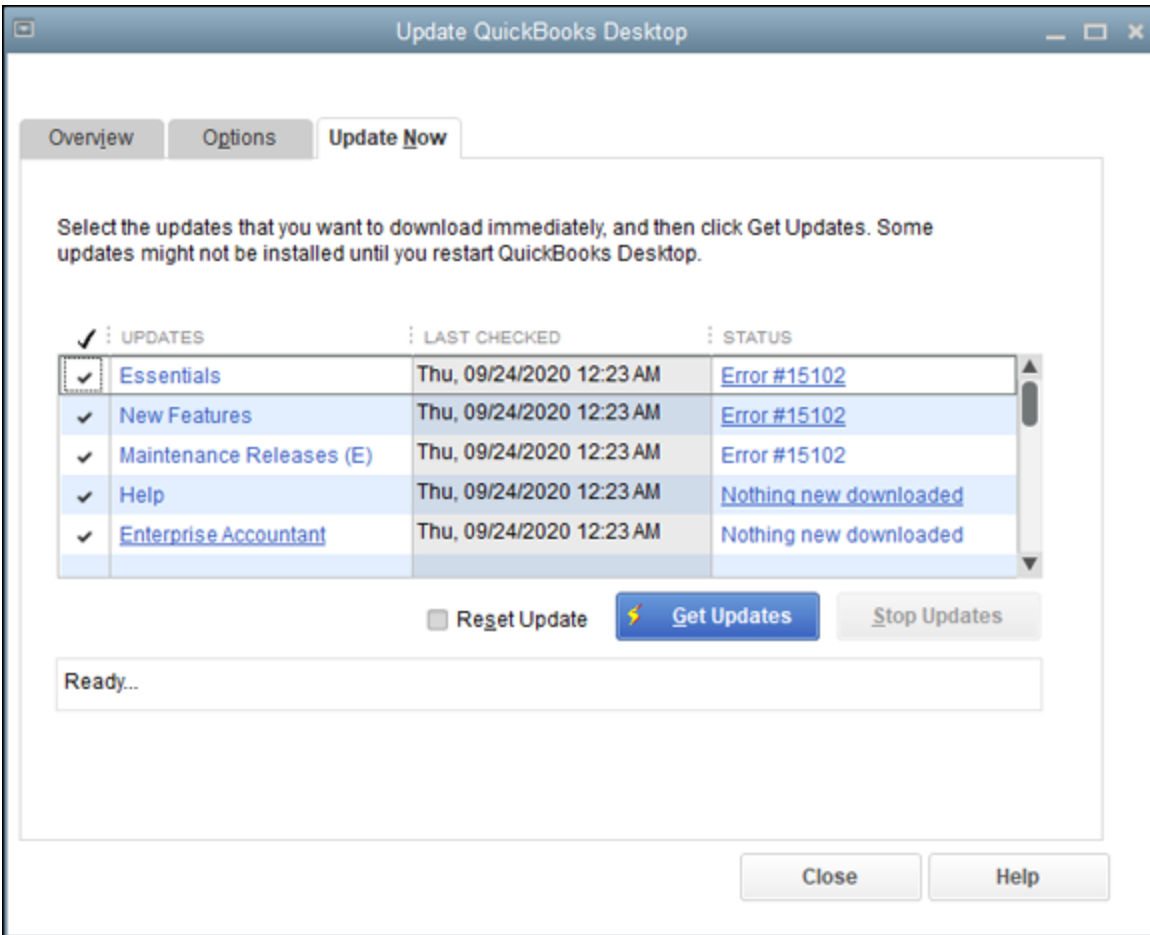 Update QuickBooks Desktop
Overview Options Update Now
Select the updates that you want to download immediately, and then click Get Updates. Some
updates might not be installed until you restart QuickBooks Desktop.
UPDATES LAST CHECKED STATUS
Essentials Thu, 09/24/2020 12:23 AM Error #15102
New Features Thu, 09/24/2020 12:23 AM Error #15102
Maintenance Releases (E) Thu, 09/24/2020 12:23 AM Error #15102
Help Thu, 09/24/2020 12:23 AM Nothing new downloaded
Enterprise Accountant Thu, 09/24/2020 12:23 AM Nothing new downloaded
Reset Update Get Updates Stop Updates
Ready...
Close Help